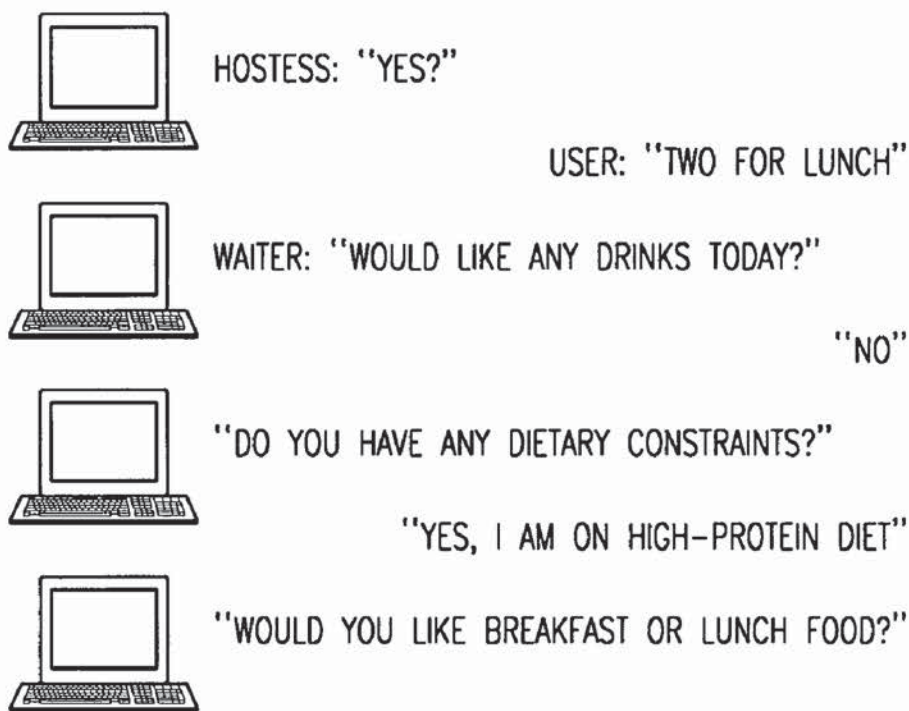 HOSTESS: “YES?”
USER: “TWO FOR LUNCH”
WAITER: “WOULD LIKE ANY DRINKS TODAY?”
“NO”
“DO YOU HAVE ANY DIETARY CONSTRAINTS?”
“YES, I AM ON HIGH-PROTEIN DIET”
“WOULD YOU LIKE BREAKFAST OR LUNCH FOOD?”